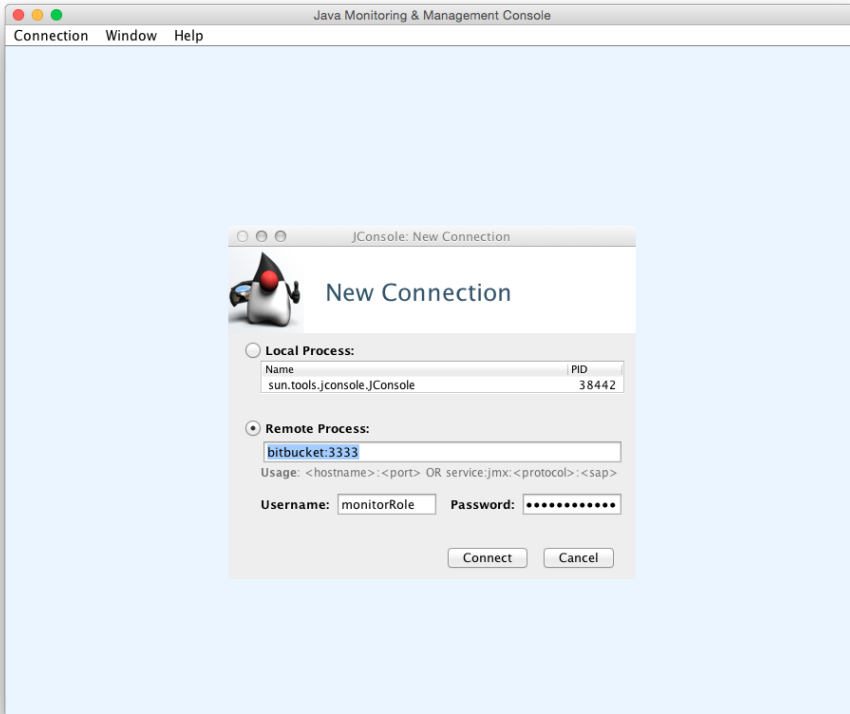 Java Monitoring & Management Console
Connection Window Help
JConsole: New Connection
New Connection
Local Process:
Name PID
sun.tools.jconsole.JConsole 38442
Remote Process:
bitbucket:3333
Usage: <hostname>:<port> OR service:jmx:<protocol>:<sap>
Username: monitorRole Password: ••••••••••••
Connect Cancel